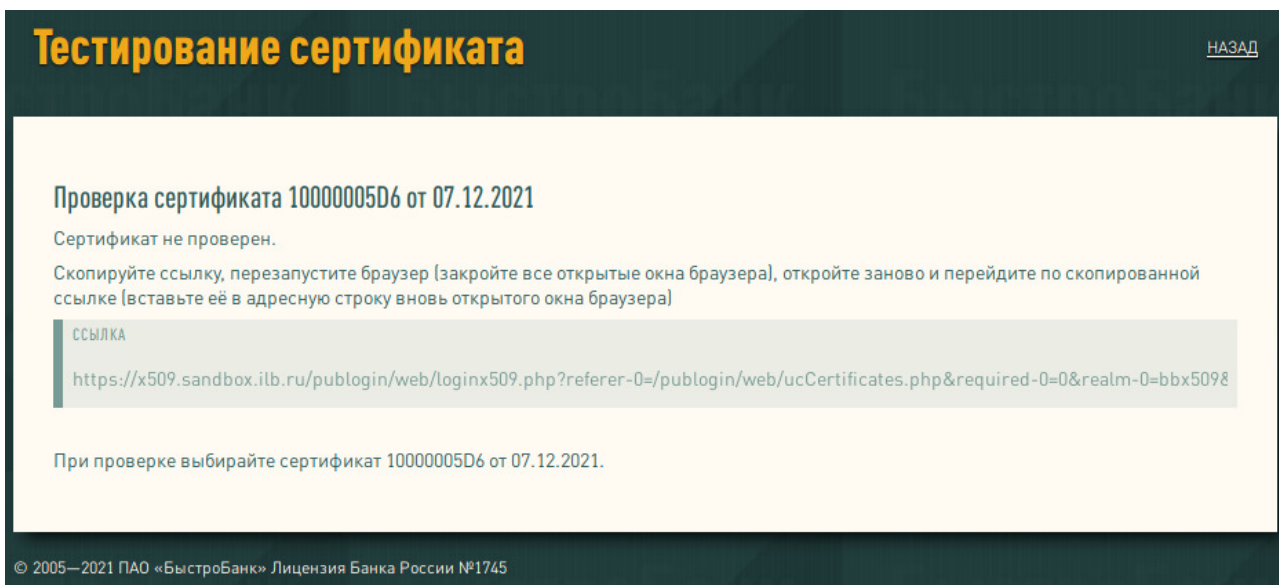 Тестирование сертификата
НАЗАД
Проверка сертификата 10000005D6 от 07.12.2021
Сертификат не проверен.
Скопируйте ссылку, перезапустите браузер (закройте все открытые окна браузера), откройте заново и перейдите по скопированной
ссылке (вставьте её в адресную строку вновь открытого окна браузера)
ССЫЛКА
https://x509.sandbox.ilb.ru/publogin/web/loginx509.php?referer-0=/publogin/web/ucCertificates.php&required-0=0&realm-0=bbx509&
При проверке выбирайте сертификат 10000005D6 от 07.12.2021.
© 2005—2021 ПАО «БыстроБанк» Лицензия Банка России №1745